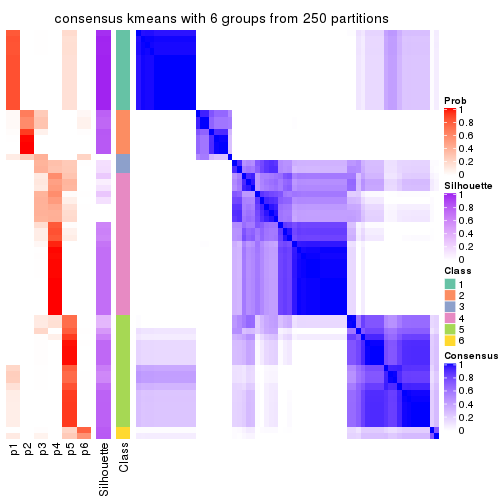 consensus kmeans with 6 groups from 250 partitions
Prob
1
0.8
0.6
0.4
0.2
0
Silhouette
1
0.8
0.6
0.4
0.2
0
Class
1
2
3
4
5
6
Consensus
1
0.8
0.6
0.4
0.2
0
p1
p2
p3
p4
p5
p6
Silhouette
Class